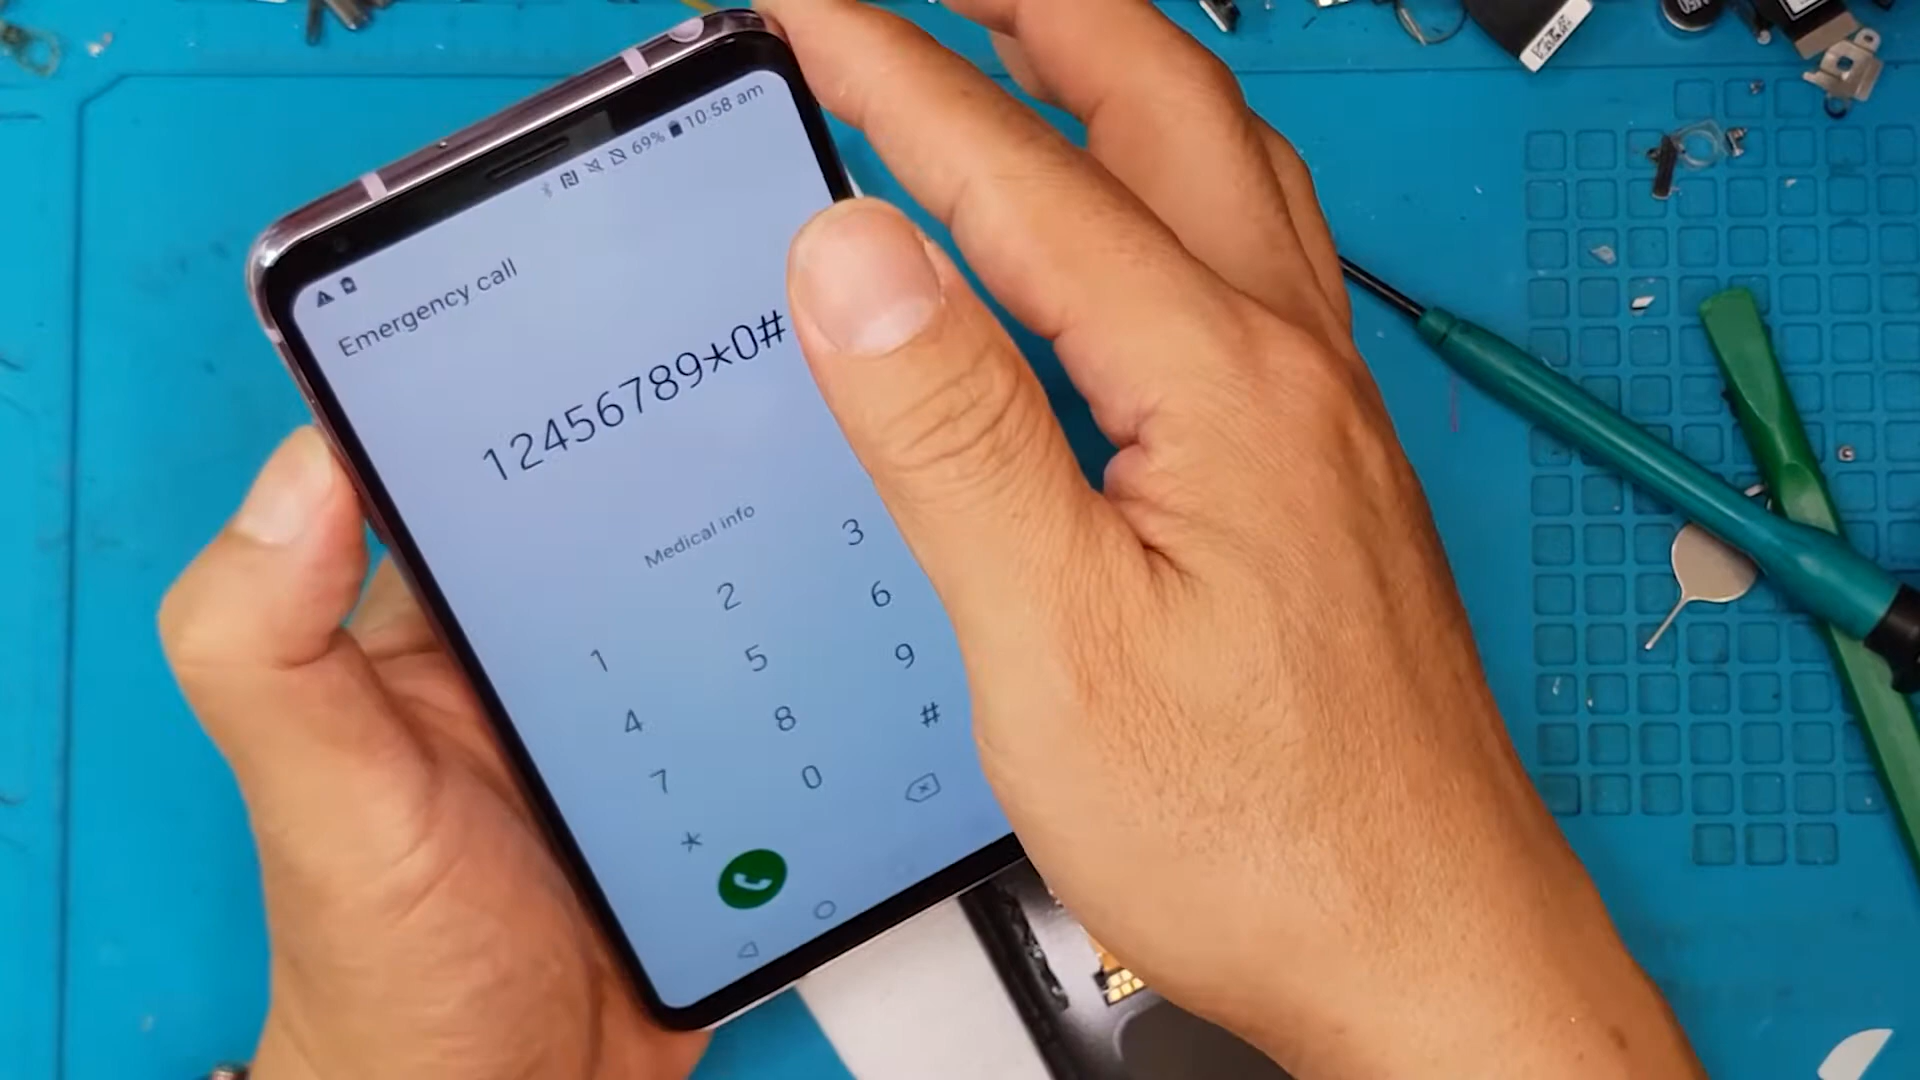 69% 10:58 am
Emergency call
12456789*0#
Medical info
1 2 3
4 5 6
7 8 9
* 0 #